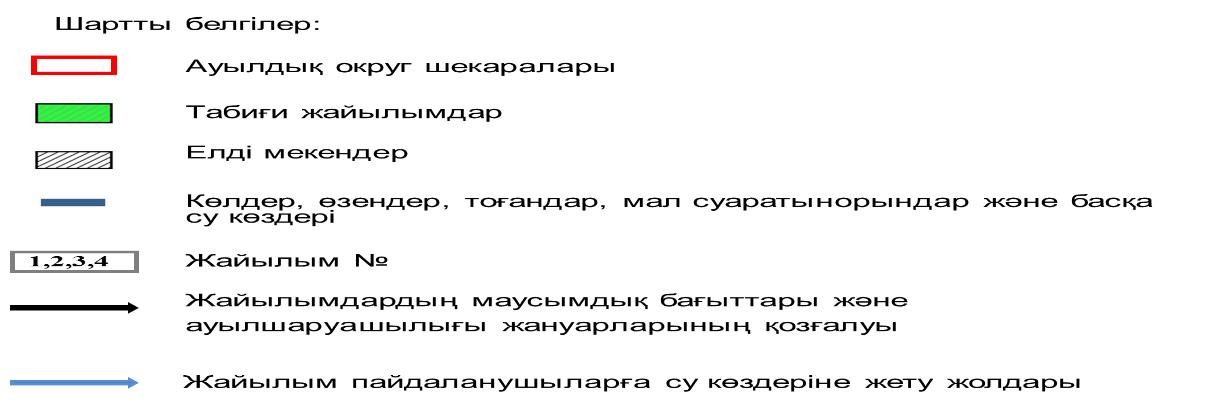 Шартты белгілер:
Ауылдық округ шекаралары
Табиғи жайылымдар
Елді мекендер
Көлдер, өзендер, тоғандар, мал суаратынорындар және басқа
су көздері
1,2,3,4 Жайылым №
Жайылымдардың маусымдық бағыттары және
ауылшаруашылығы жануарларының қозғалуы
Жайылым пайдаланушыларға су көздеріне жету жолдары